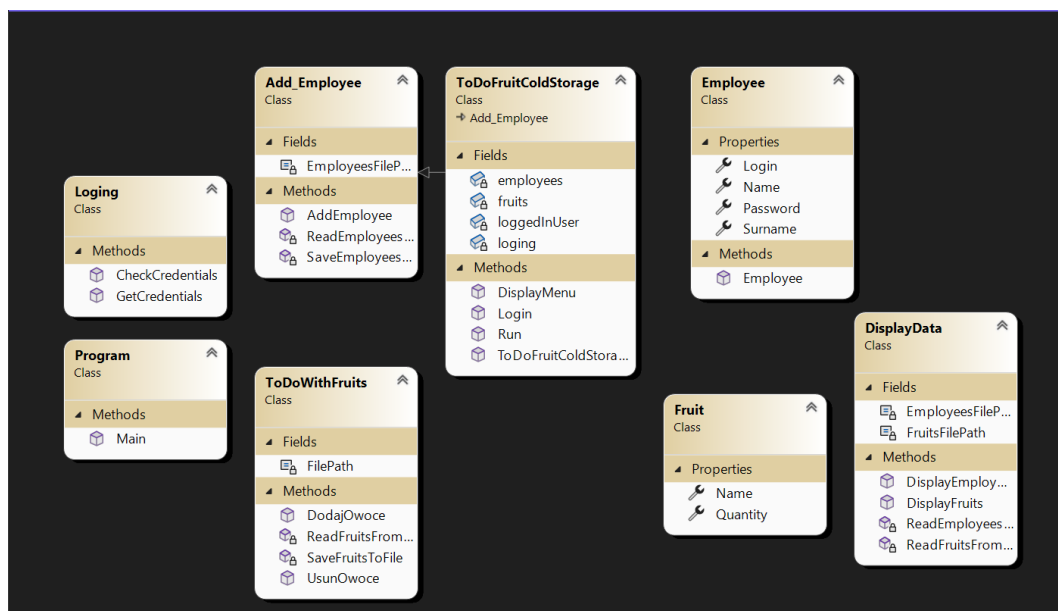 Add_Employee
Class
Fields
EmployeesFileP...
Methods
AddEmployee
ReadEmployees...
SaveEmployees...
ToDoFruitColdStorage
Class
Add_Employee
Fields
employees
fruits
loggedInUser
loging
Methods
DisplayMenu
Login
Run
ToDoFruitColdStora...
Employee
Class
Properties
Login
Name
Password
Surname
Methods
Employee
Loging
Class
Methods
CheckCredentials
GetCredentials
Program
Class
Methods
Main
ToDoWithFruits
Class
Fields
FilePath
Methods
DodajOwoce
ReadFruitsFrom...
SaveFruitsToFile
UsunOwoce
Fruit
Class
Properties
Name
Quantity
DisplayData
Class
Fields
EmployeesFileP...
FruitsFilePath
Methods
DisplayEmploy...
DisplayFruits
ReadEmployees...
ReadFruitsFrom...